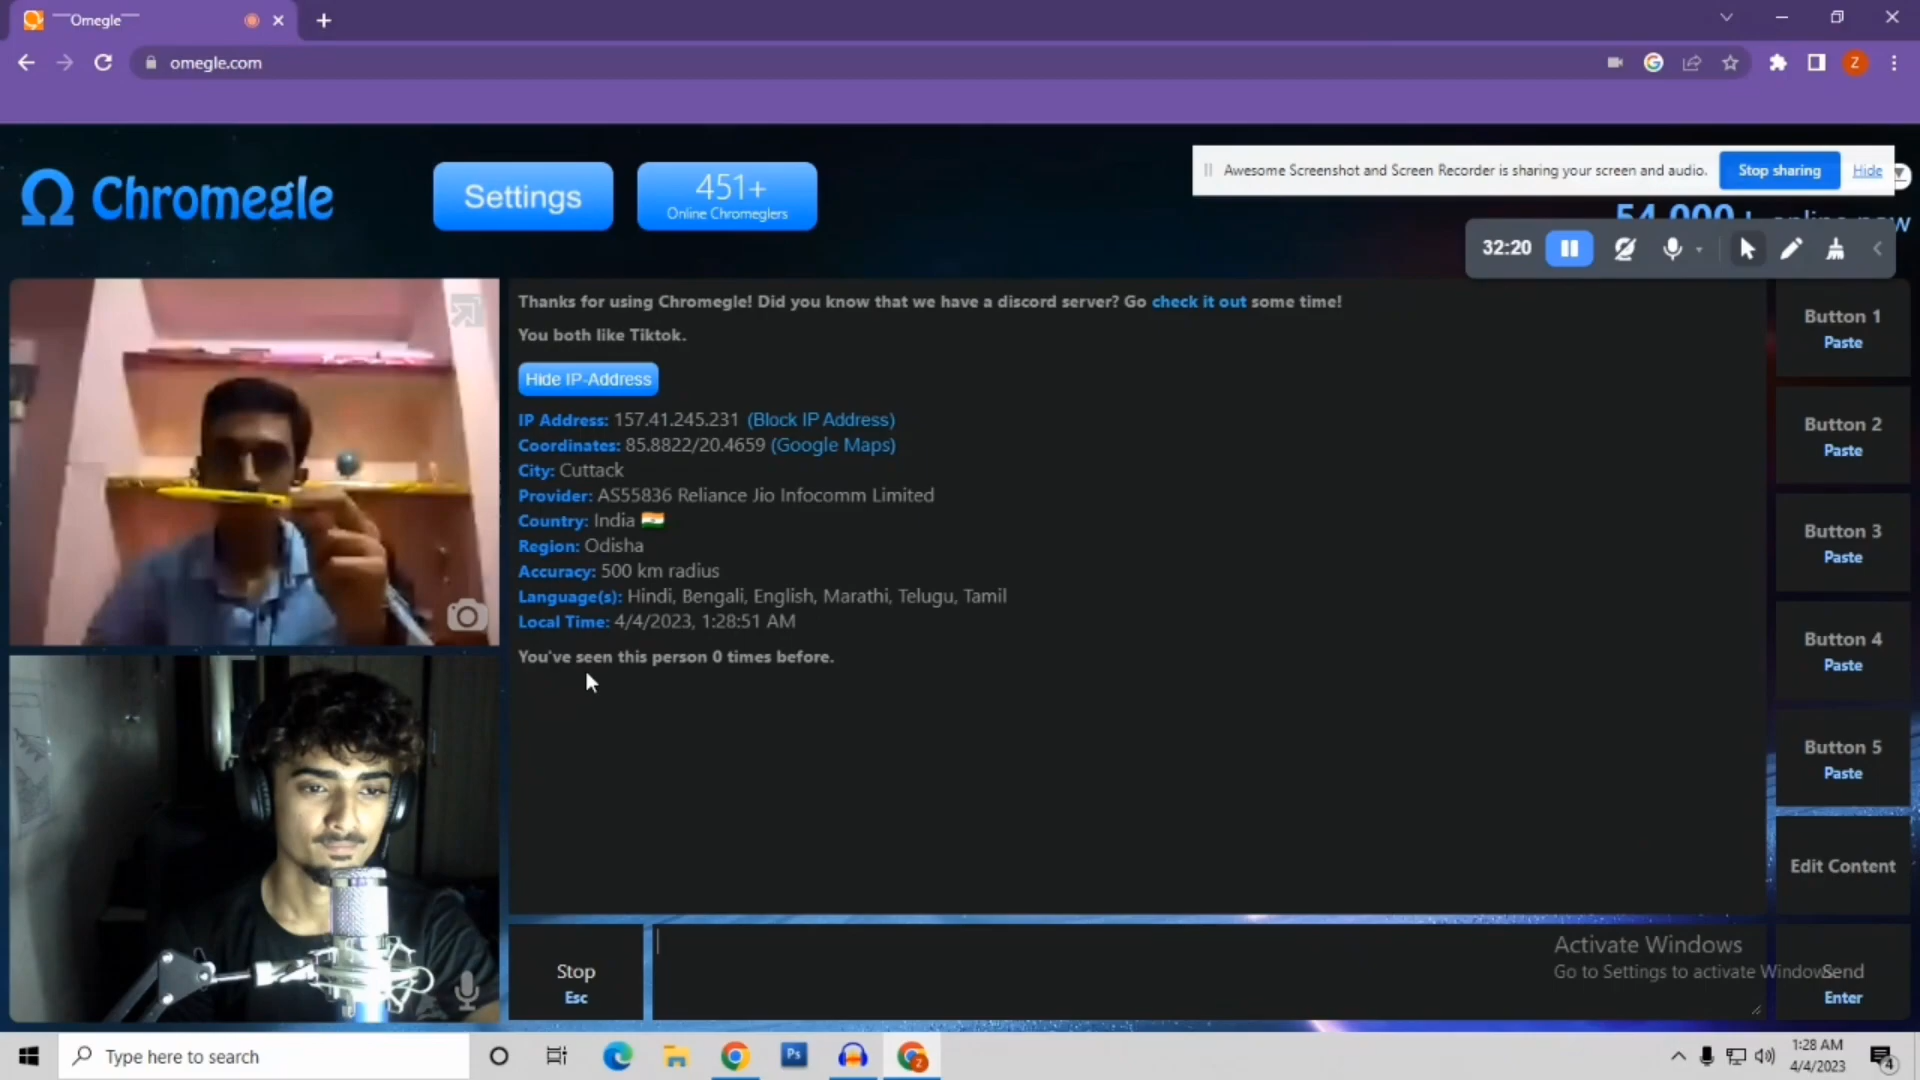 Omegle
omegle.com
Z
Ω Chromegle
Settings
451+
Online Chromeglers
Awesome Screenshot and Screen Recorder is sharing your screen and audio.
Stop sharing
Hide
54,000+ online now
32:20
Thanks for using Chromegle! Did you know that we have a discord server? Go check it out some time!
You both like Tiktok.
Hide IP-Address
IP Address: 157.41.245.231 (Block IP Address)
Coordinates: 85.8822/20.4659 (Google Maps)
City: Cuttack
Provider: AS55836 Reliance Jio Infocomm Limited
Country: India
Region: Odisha
Accuracy: 500 km radius
Language(s): Hindi, Bengali, English, Marathi, Telugu, Tamil
Local Time: 4/4/2023, 1:28:51 AM
You've seen this person 0 times before.
Button 1
Paste
Button 2
Paste
Button 3
Paste
Button 4
Paste
Button 5
Paste
Edit Content
Stop
Esc
Activate Windows
Go to Settings to activate Windows.
Send
Enter
Type here to search
Ps
Z
1:28 AM
4/4/2023
4